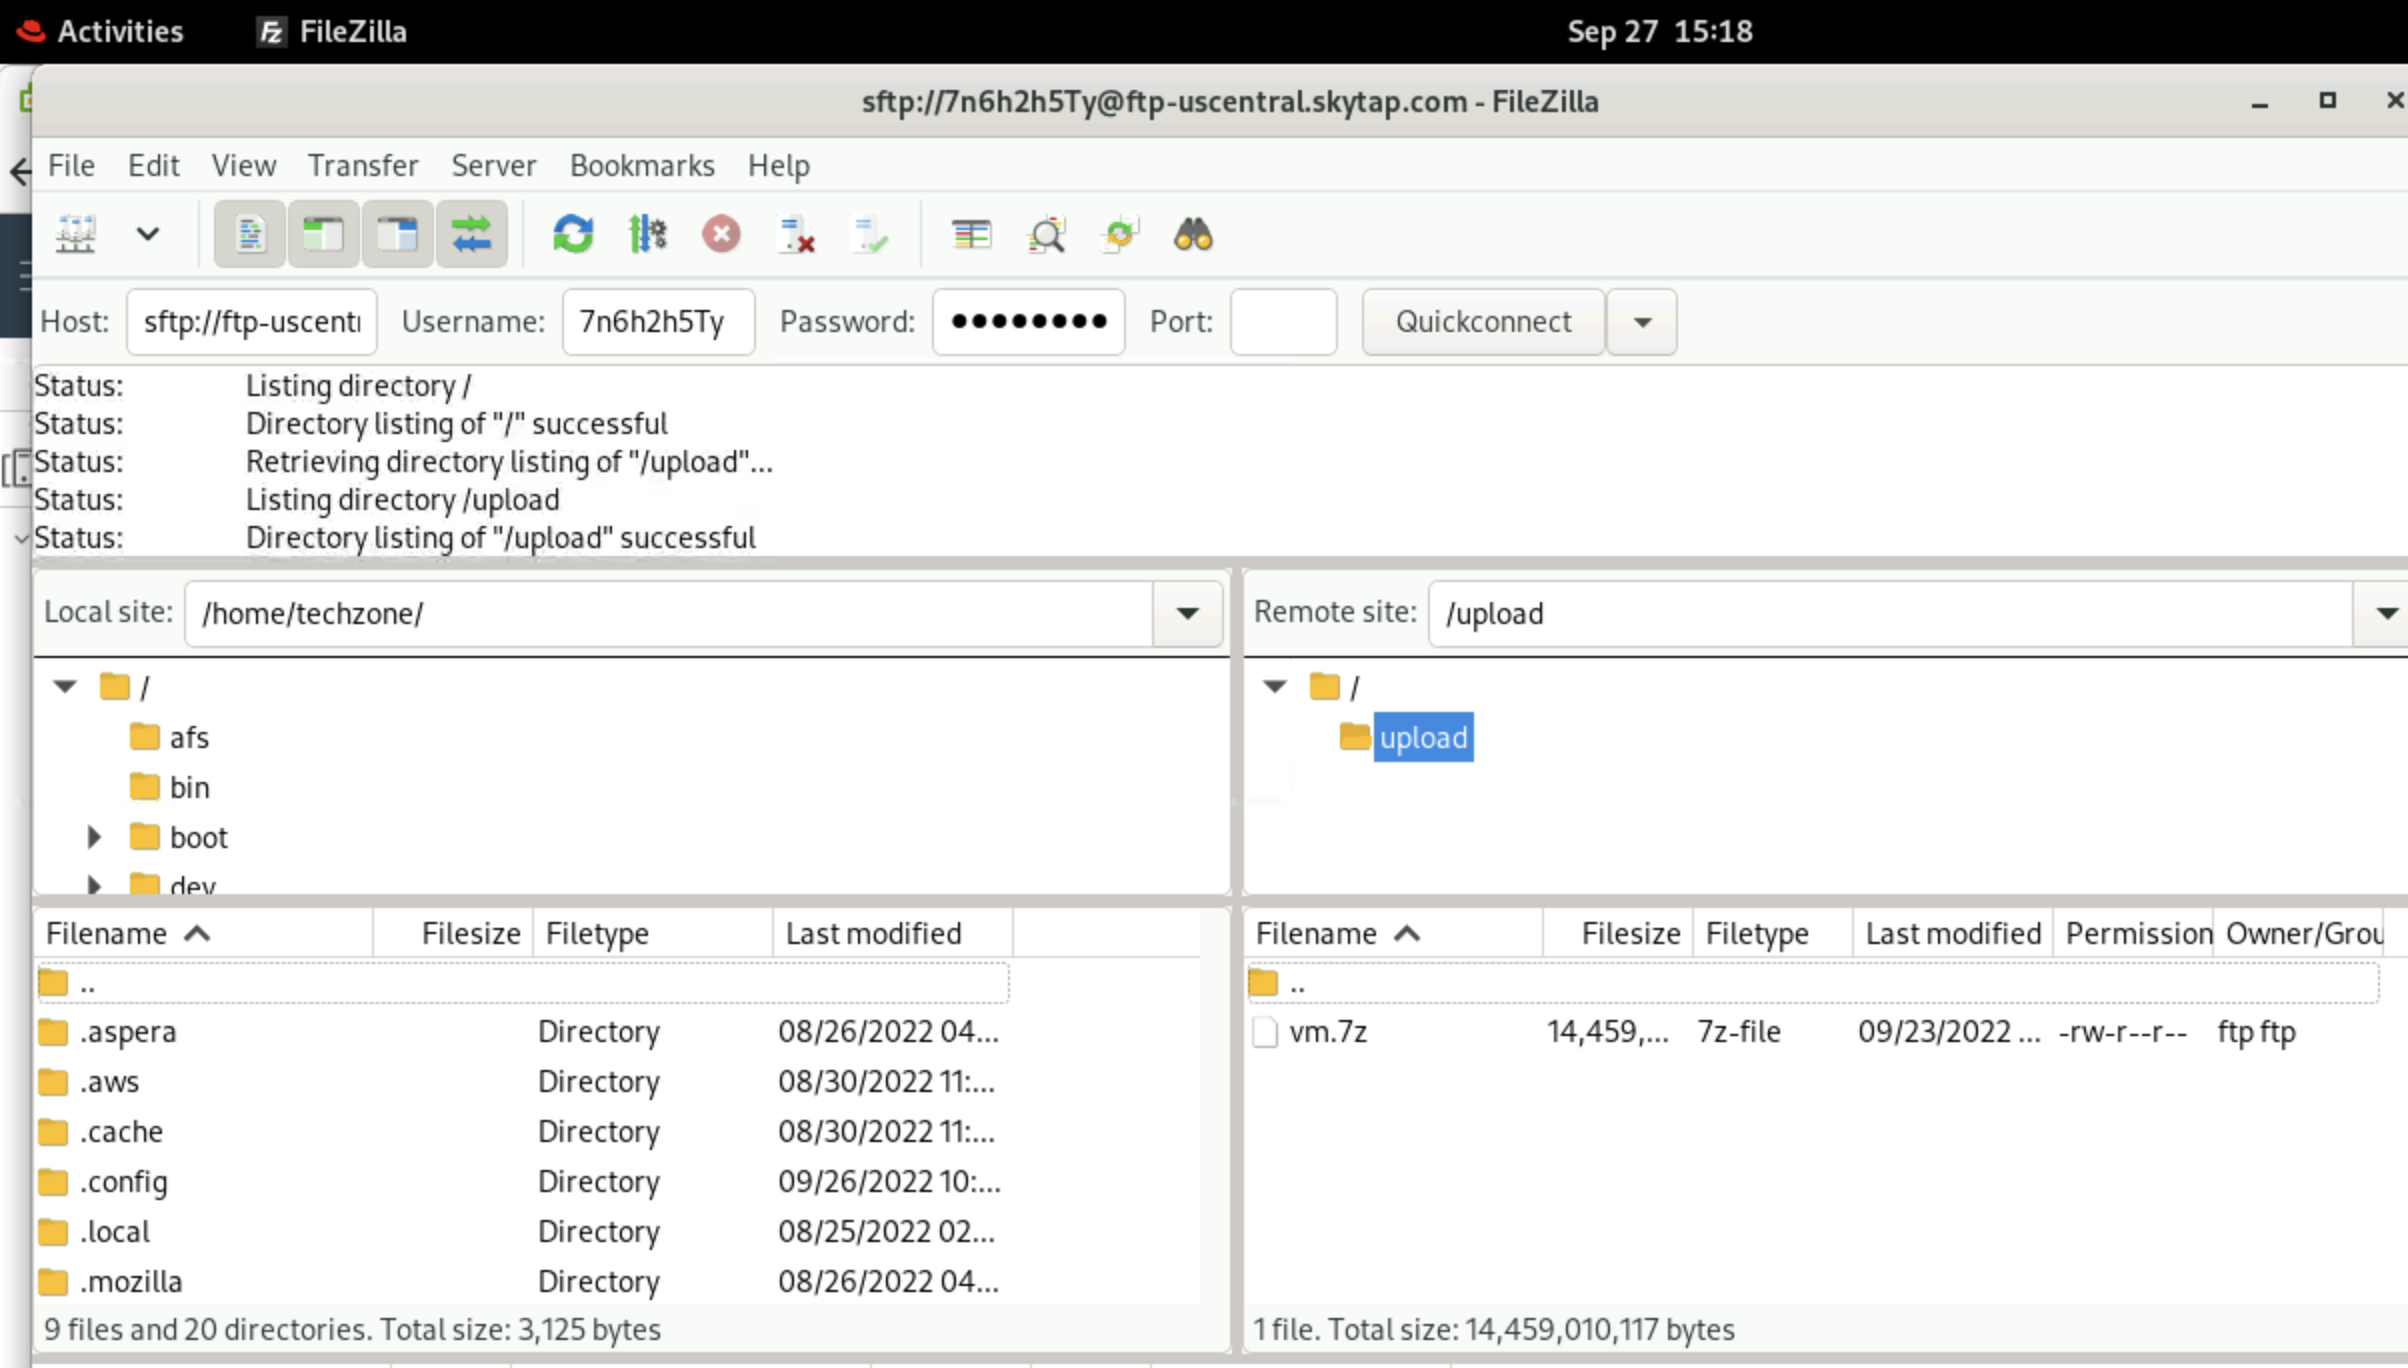 Activities FileZilla Sep 27 15:18
sftp://7n6h2h5Ty@ftp-uscentral.skytap.com - FileZilla
File Edit View Transfer Server Bookmarks Help
Host: sftp://ftp-uscentr Username: 7n6h2h5Ty Password: ●●●●●●●● Port: Quickconnect
Status: Listing directory /
Status: Directory listing of "/" successful
Status: Retrieving directory listing of "/upload"...
Status: Listing directory /upload
Status: Directory listing of "/upload" successful
Local site: /home/techzone/
/
afs
bin
boot
dev
Filename Filesize Filetype Last modified
..
.aspera Directory 08/26/2022 04...
.aws Directory 08/30/2022 11:...
.cache Directory 08/30/2022 11:...
.config Directory 09/26/2022 10:...
.local Directory 08/25/2022 02...
.mozilla Directory 08/26/2022 04...
9 files and 20 directories. Total size: 3,125 bytes
Remote site: /upload
/
upload
Filename Filesize Filetype Last modified Permission Owner/Grou
..
vm.7z 14,459,... 7z-file 09/23/2022 ... -rw-r--r-- ftp ftp
1 file. Total size: 14,459,010,117 bytes